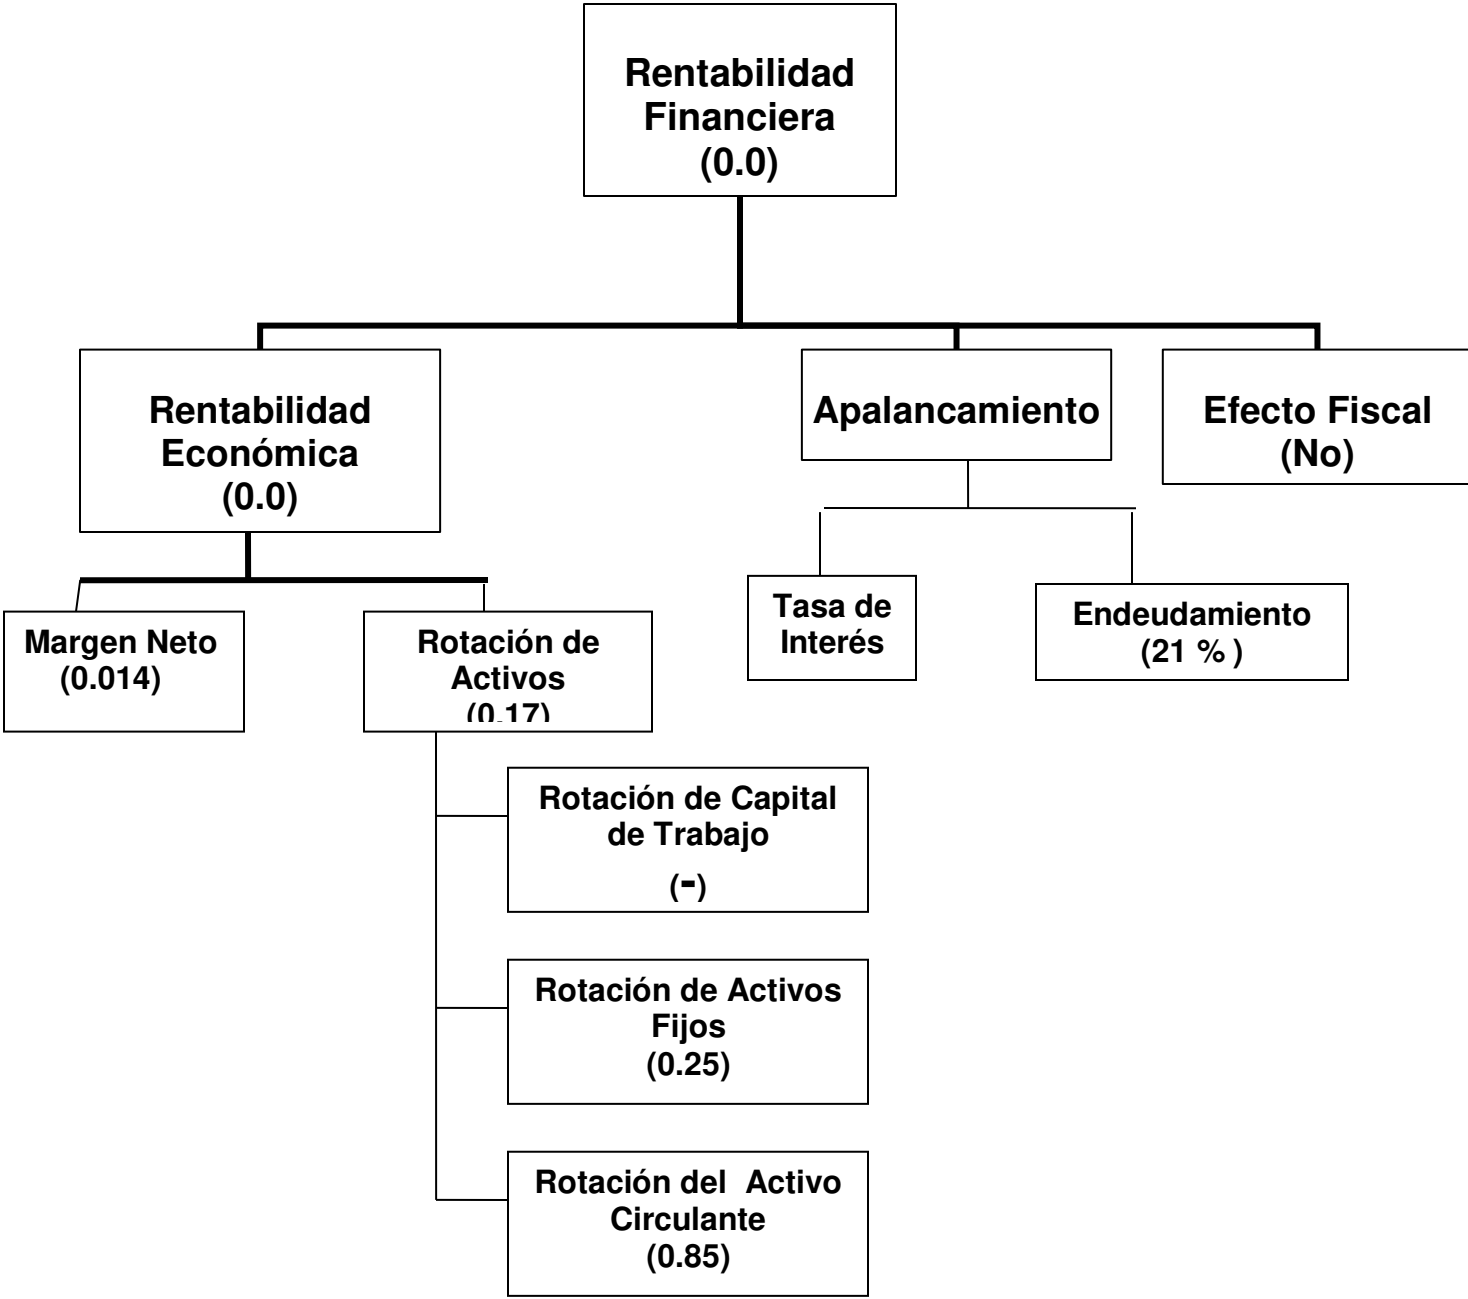 Rentabilidad
Financiera
(0.0)
Rentabilidad
Económica
(0.0)
Apalancamiento
Efecto Fiscal
(No)
Margen Neto
(0.014)
Rotación de
Activos
(0.17)
Tasa de
Interés
Endeudamiento
(21 % )
Rotación de Capital
de Trabajo
(-)
Rotación de Activos
Fijos
(0.25)
Rotación del  Activo
Circulante
(0.85)